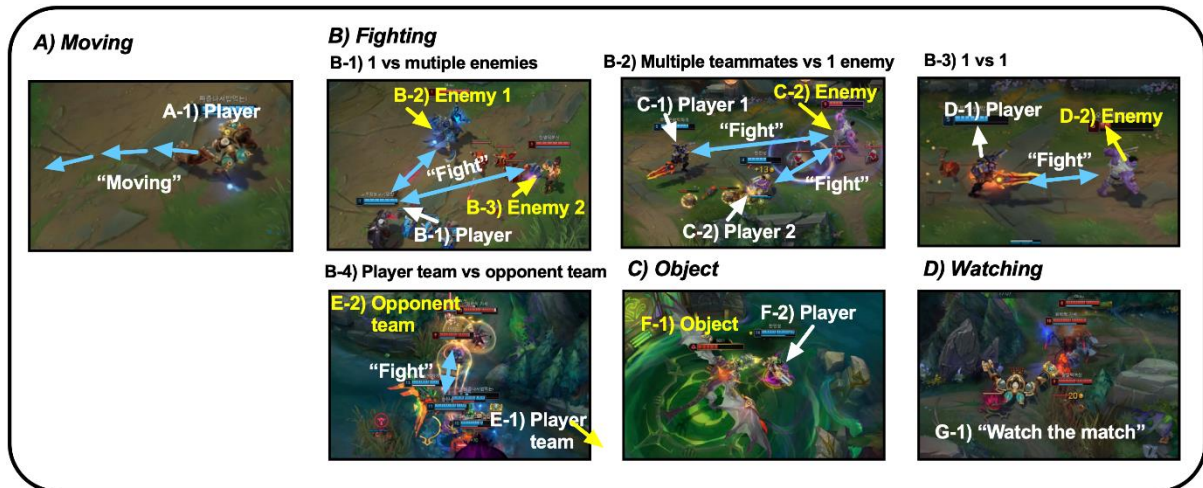 A) Moving
B) Fighting
B-1) 1 vs mutiple enemies
B-2) Multiple teammates vs 1 enemy
B-3) 1 vs 1
A-1) Player
"Moving"
B-2) Enemy 1
"Fight"
B-3) Enemy 2
B-1) Player
C-1) Player 1
C-2) Enemy
"Fight"
"Fight"
C-2) Player 2
D-1) Player
D-2) Enemy
"Fight"
B-4) Player team vs opponent team
C) Object
D) Watching
E-2) Opponent
team
"Fight"
E-1) Player
team
F-1) Object
F-2) Player
G-1) "Watch the match"